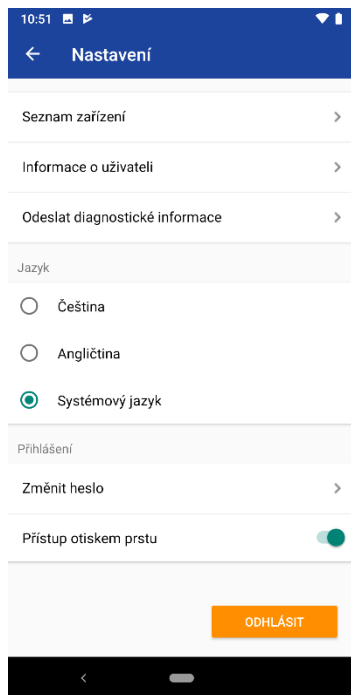 10:51
Nastavení
Seznam zařízení
Informace o uživateli
Odeslat diagnostické informace
Jazyk
Čeština
Angličtina
Systémový jazyk
Přihlášení
Změnit heslo
Přístup otiskem prstu
ODHLÁSIT